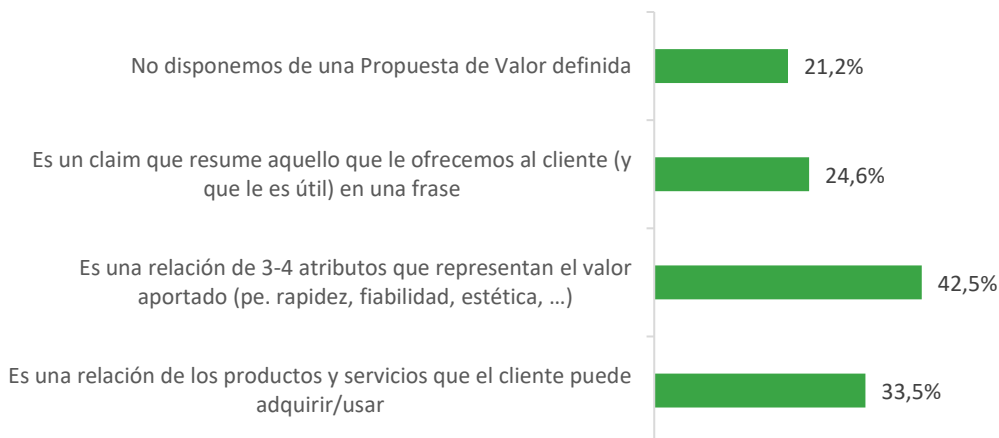 No disponemos de una Propuesta de Valor definida
21,2%
Es un claim que resume aquello que le ofrecemos al cliente (y
que le es útil) en una frase
24,6%
Es una relación de 3-4 atributos que representan el valor
aportado (pe. rapidez, fiabilidad, estética, ...)
42,5%
Es una relación de los productos y servicios que el cliente puede
adquirir/usar
33,5%